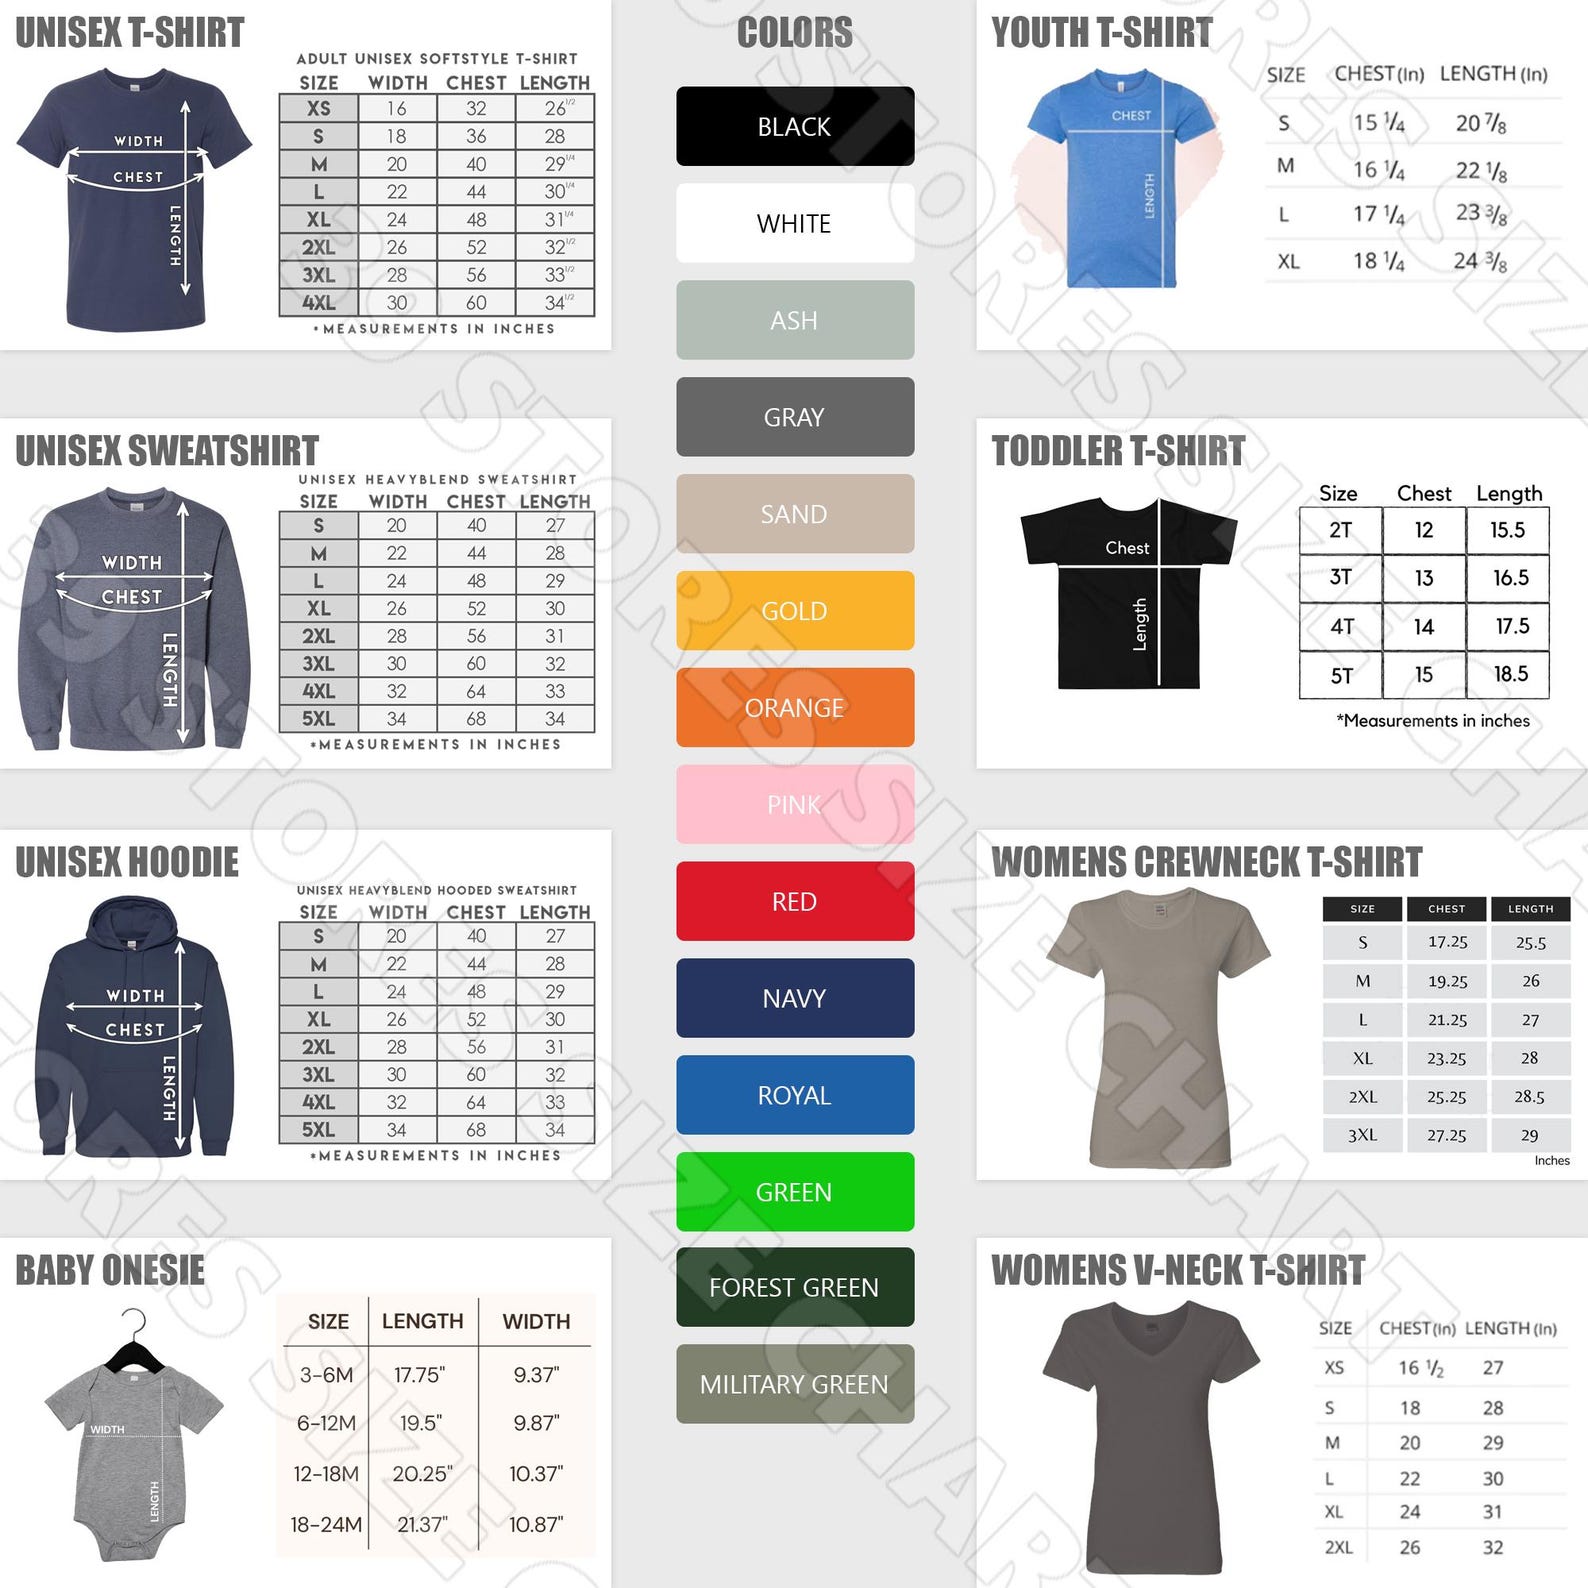 UNISEX T-SHIRT
WIDTH
CHEST
LENGTH
ADULT UNISEX SOFTSTYLE T-SHIRT
SIZE WIDTH CHEST LENGTH
XS 16 32 26 1/2
S 18 36 28
M 20 40 29 1/4
L 22 44 30 1/4
XL 24 48 31 1/4
2XL 26 52 32 1/2
3XL 28 56 33 1/2
4XL 30 60 34 1/2
*MEASUREMENTS IN INCHES
UNISEX SWEATSHIRT
WIDTH
CHEST
LENGTH
UNISEX HEAVYBLEND SWEATSHIRT
SIZE WIDTH CHEST LENGTH
S 20 40 27
M 22 44 28
L 24 48 29
XL 26 52 30
2XL 28 56 31
3XL 30 60 32
4XL 32 64 33
5XL 34 68 34
*MEASUREMENTS IN INCHES
UNISEX HOODIE
WIDTH
CHEST
LENGTH
UNISEX HEAVYBLEND HOODED SWEATSHIRT
SIZE WIDTH CHEST LENGTH
S 20 40 27
M 22 44 28
L 24 48 29
XL 26 52 30
2XL 28 56 31
3XL 30 60 32
4XL 32 64 33
5XL 34 68 34
*MEASUREMENTS IN INCHES
BABY ONESIE
WIDTH
LENGTH
SIZE LENGTH WIDTH
3-6M 17.75" 9.37"
6-12M 19.5" 9.87"
12-18M 20.25" 10.37"
18-24M 21.37" 10.87"
COLORS
BLACK
WHITE
ASH
GRAY
SAND
GOLD
ORANGE
PINK
RED
NAVY
ROYAL
GREEN
FOREST GREEN
MILITARY GREEN
YOUTH T-SHIRT
CHEST
LENGTH
SIZE CHEST(In) LENGTH (In)
S 15 1/4 20 7/8
M 16 1/4 22 1/8
L 17 1/4 23 3/8
XL 18 1/4 24 3/8
TODDLER T-SHIRT
Chest
Length
Size Chest Length
2T 12 15.5
3T 13 16.5
4T 14 17.5
5T 15 18.5
*Measurements in inches
WOMENS CREWNECK T-SHIRT
SIZE CHEST LENGTH
S 17.25 25.5
M 19.25 26
L 21.25 27
XL 23.25 28
2XL 25.25 28.5
3XL 27.25 29
Inches
WOMENS V-NECK T-SHIRT
SIZE CHEST(In) LENGTH (In)
XS 16 1/2 27
S 18 28
M 20 29
L 22 30
XL 24 31
2XL 26 32
39 STORES SIZE CHART
39 STORES SIZE CHART
STORES SIZE CHART
STORES SIZE CHA